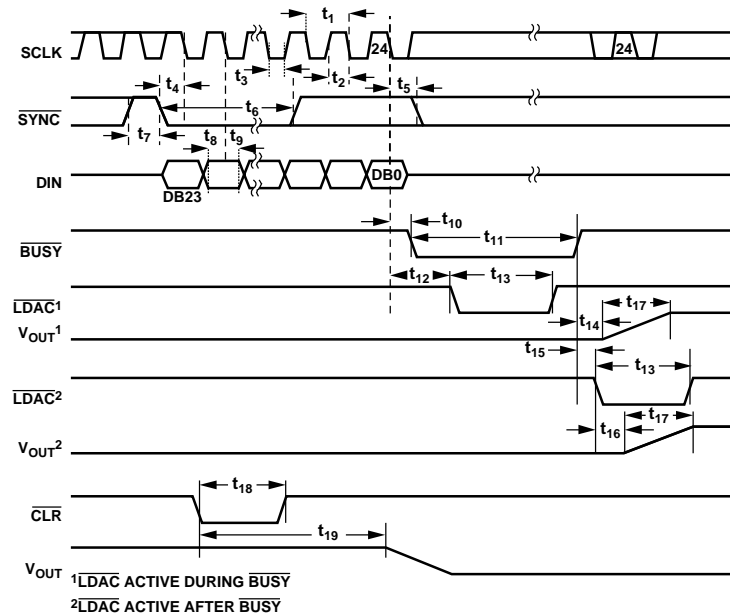 t1
SCLK
24
24
t4
t3
t2
t5
t6
SYNC
t7
t8
t9
DIN
DB23
DB0
t10
t11
BUSY
t12
t13
LDAC1
t17
t14
VOUT1
t15
t13
LDAC2
t17
t16
VOUT2
t18
CLR
t19
VOUT
1LDAC ACTIVE DURING BUSY
2LDAC ACTIVE AFTER BUSY